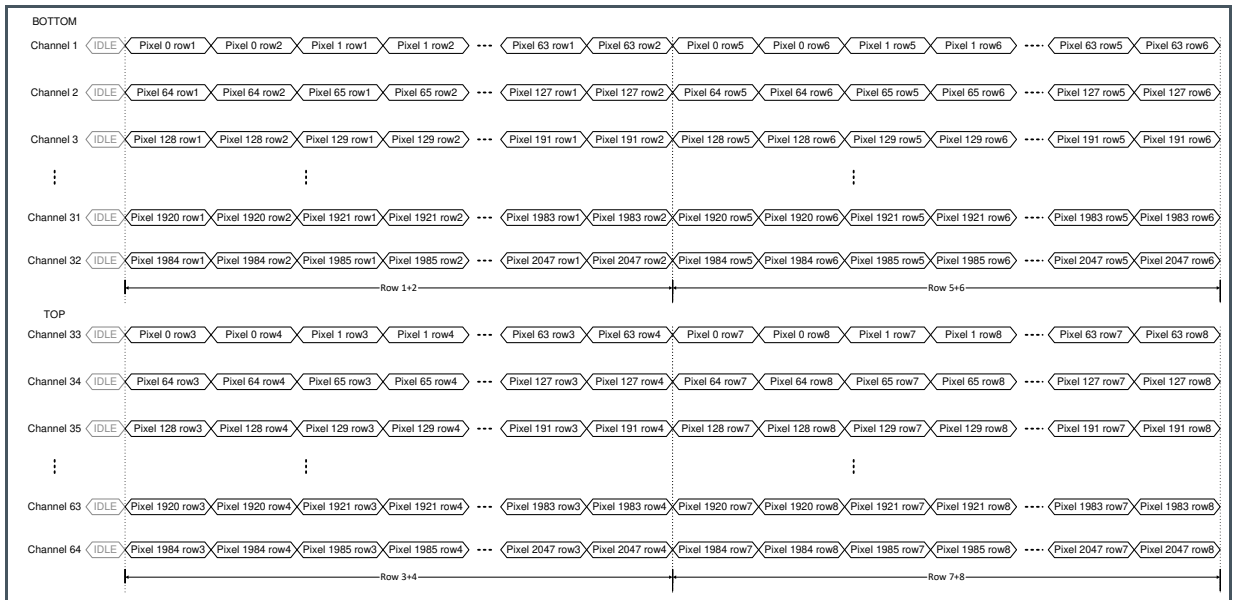 BOTTOM
Channel 1 IDLE Pixel 0 row1 Pixel 0 row2 Pixel 1 row1 Pixel 1 row2 Pixel 63 row1 Pixel 63 row2 Pixel 0 row5 Pixel 0 row6 Pixel 1 row5 Pixel 1 row6 Pixel 63 row5 Pixel 63 row6
Channel 2 IDLE Pixel 64 row1 Pixel 64 row2 Pixel 65 row1 Pixel 65 row2 Pixel 127 row1 Pixel 127 row2 Pixel 64 row5 Pixel 64 row6 Pixel 65 row5 Pixel 65 row6 Pixel 127 row5 Pixel 127 row6
Channel 3 IDLE Pixel 128 row1 Pixel 128 row2 Pixel 129 row1 Pixel 129 row2 Pixel 191 row1 Pixel 191 row2 Pixel 128 row5 Pixel 128 row6 Pixel 129 row5 Pixel 129 row6 Pixel 191 row5 Pixel 191 row6
Channel 31 IDLE Pixel 1920 row1 Pixel 1920 row2 Pixel 1921 row1 Pixel 1921 row2 Pixel 1983 row1 Pixel 1983 row2 Pixel 1920 row5 Pixel 1920 row6 Pixel 1921 row5 Pixel 1921 row6 Pixel 1983 row5 Pixel 1983 row6
Channel 32 IDLE Pixel 1984 row1 Pixel 1984 row2 Pixel 1985 row1 Pixel 1985 row2 Pixel 2047 row1 Pixel 2047 row2 Pixel 1984 row5 Pixel 1984 row6 Pixel 1985 row5 Pixel 1985 row6 Pixel 2047 row5 Pixel 2047 row6
Row 1+2 Row 5+6
TOP
Channel 33 IDLE Pixel 0 row3 Pixel 0 row4 Pixel 1 row3 Pixel 1 row4 Pixel 63 row3 Pixel 63 row4 Pixel 0 row7 Pixel 0 row8 Pixel 1 row7 Pixel 1 row8 Pixel 63 row7 Pixel 63 row8
Channel 34 IDLE Pixel 64 row3 Pixel 64 row4 Pixel 65 row3 Pixel 65 row4 Pixel 127 row3 Pixel 127 row4 Pixel 64 row7 Pixel 64 row8 Pixel 65 row7 Pixel 65 row8 Pixel 127 row7 Pixel 127 row8
Channel 35 IDLE Pixel 128 row3 Pixel 128 row4 Pixel 129 row3 Pixel 129 row4 Pixel 191 row3 Pixel 191 row4 Pixel 128 row7 Pixel 128 row8 Pixel 129 row7 Pixel 129 row8 Pixel 191 row7 Pixel 191 row8
Channel 63 IDLE Pixel 1920 row3 Pixel 1920 row4 Pixel 1921 row3 Pixel 1921 row4 Pixel 1983 row3 Pixel 1983 row4 Pixel 1920 row7 Pixel 1920 row8 Pixel 1921 row7 Pixel 1921 row8 Pixel 1983 row7 Pixel 1983 row8
Channel 64 IDLE Pixel 1984 row3 Pixel 1984 row4 Pixel 1985 row3 Pixel 1985 row4 Pixel 2047 row3 Pixel 2047 row4 Pixel 1984 row7 Pixel 1984 row8 Pixel 1985 row7 Pixel 1985 row8 Pixel 2047 row7 Pixel 2047 row8
Row 3+4 Row 7+8